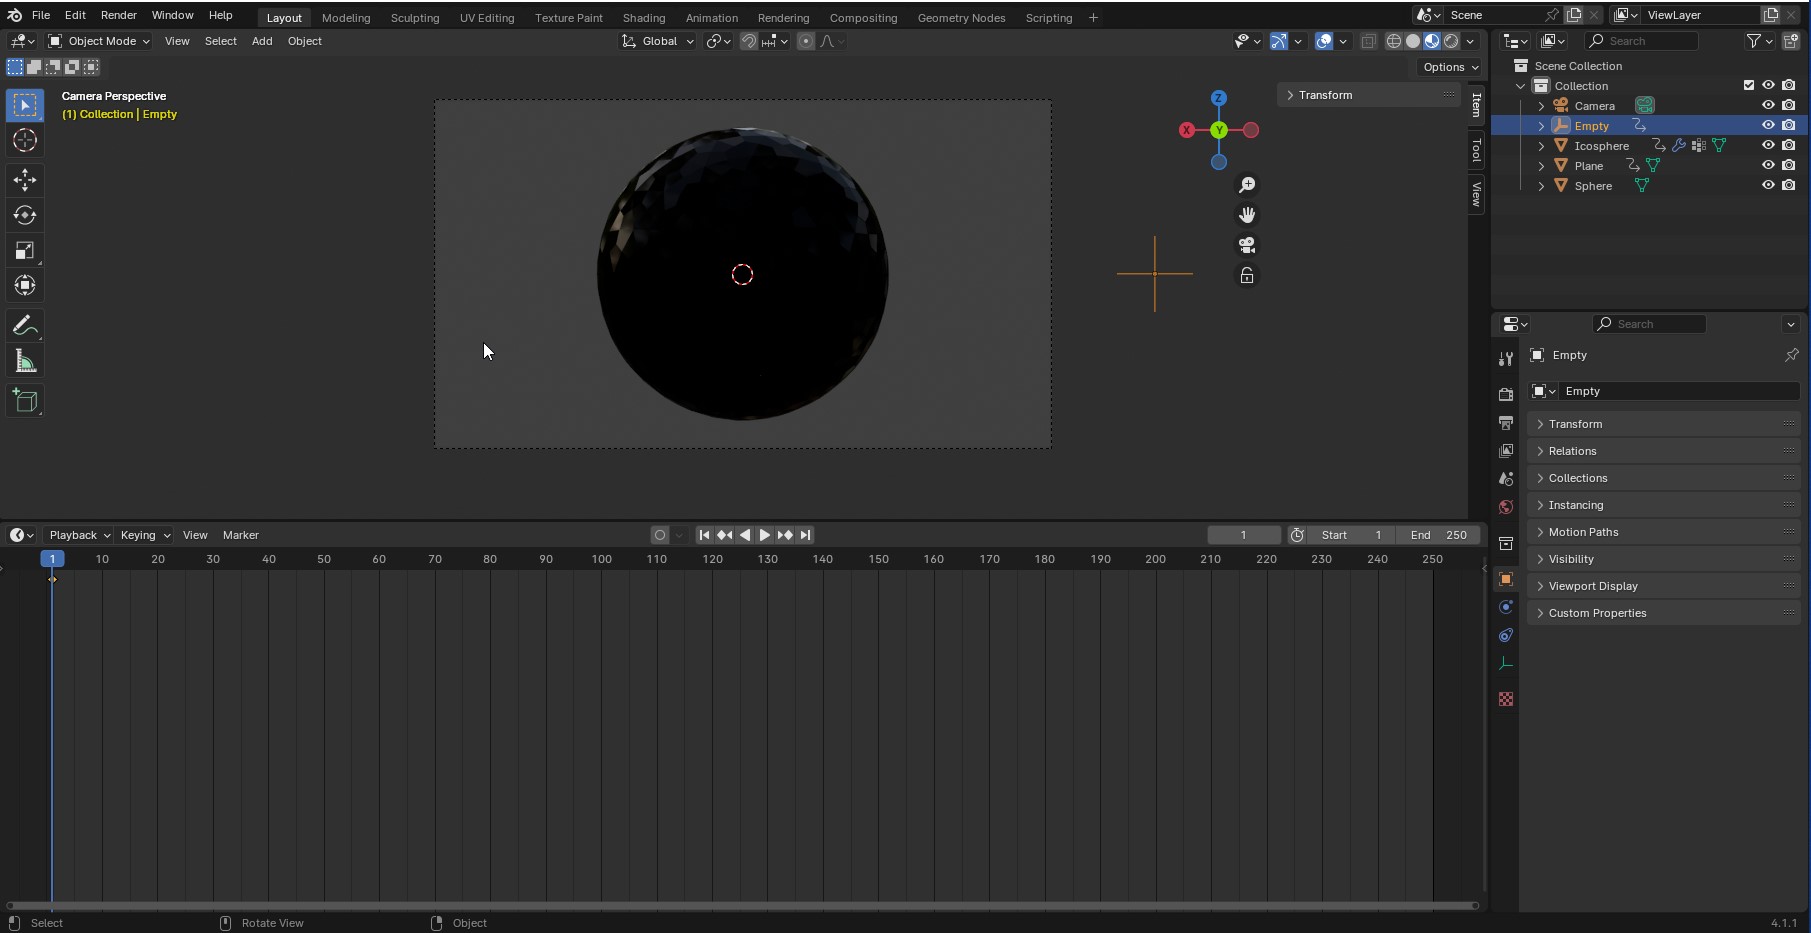 File Edit Render Window Help Layout Modeling Sculpting UV Editing Texture Paint Shading Animation Rendering Compositing Geometry Nodes Scripting + Scene ViewLayer
Object Mode View Select Add Object Global Search
Options
Camera Perspective
(1) Collection | Empty
Transform
Item
Tool
View
Z
X
Y
Scene Collection
Collection
Camera
Empty
Icosphere
Plane
Sphere
Search
Empty
Empty
Transform
Relations
Collections
Instancing
Motion Paths
Visibility
Viewport Display
Custom Properties
Playback Keying View Marker 1 Start 1 End 250
1 10 20 30 40 50 60 70 80 90 100 110 120 130 140 150 160 170 180 190 200 210 220 230 240 250
Select Rotate View Object 4.1.1